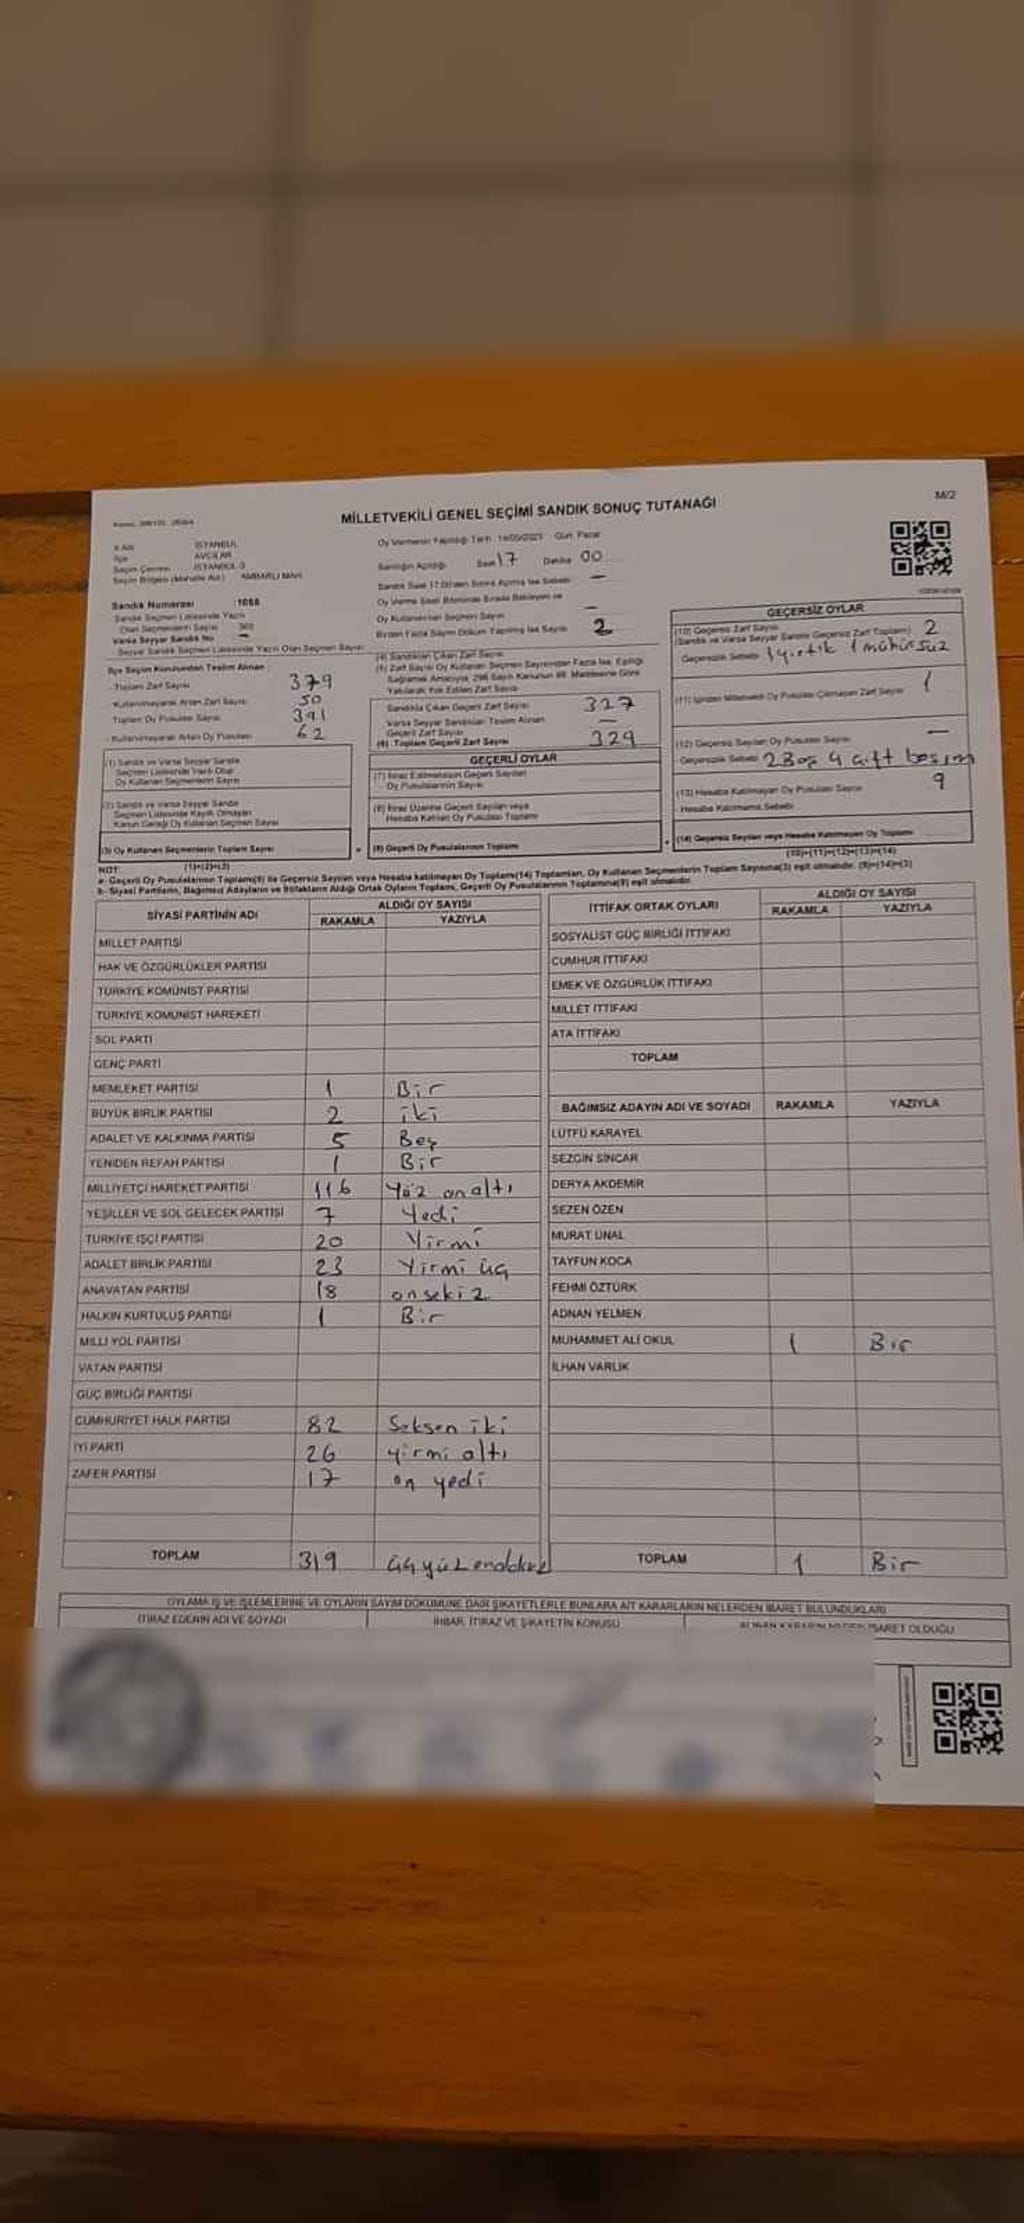 M/2
MİLLETVEKİLİ GENEL SEÇİMİ SANDIK SONUÇ TUTANAĞI
İSTANBUL
İlçe AVCILAR
Seçim Çevresi İSTANBUL-3
Seçim Bölgesi (Mahalle Adı) AMBARLI MAH.
Sandık Numarası :1088
Sandık Seçmen Listesinde Yazılı
Olan Seçmenlerin Sayısı
Varsa Seyyar Sandık No -
Seyyar Sandık Seçmen Listesinde Yazılı Olan Seçmen Sayısı
Oy Vermenin Yapıldığı Tarih : 14/05/2023 Gün: Pazar
Sandığın Açıldığı Saat 17 Dakika 00
Sandık Saat 17.00'den Sonra Açılmış İse Sebebi -
Oy Verme Saati Bitiminde Sırada Bekleyen ve
Oy Kullananları Seçmen Sayısı -
Birden Fazla Sayım Döküm Yapılmış İse Sayısı 2
İlçe Seçim Kurulundan Teslim Alınan :
- Toplam Zarf Sayısı 379
- Kullanılmayarak Artan Zarf Sayısı 50
Toplam Oy Pusulası Sayısı 391
- Kullanılmayarak Artan Oy Pusulası 62
(1) Sandık ve Varsa Seyyar Sandık
Seçmen Listesinde Yazılı Olup
Oy Kullanan Seçmen Sayısı
(2) Sandık ve Varsa Seyyar Sandık
Seçmen Listesinde Kayıtlı Olmayan
Kanun Gereği Oy Kullanan Seçmen Sayısı
(3) Oy Kullanan Seçmenlerin Toplam Sayısı
(1)+(2)=(3)
(4) Sandıktan Çıkan Zarf Sayısı
(5) Zarf Sayısı Oy Kullanan Seçmen Sayısından Fazla İse, Eşitliği
Sağlamak Amacıyla, 298 Sayılı Kanunun 98. Maddesine Göre
Yakılarak Yok Edilen Zarf Sayısı
Sandıkta Çıkan Geçerli Zarf Sayısı 327
Varsa Seyyar Sandıktan Teslim Alınan
Geçerli Zarf Sayısı -
(6) Toplam Geçerli Zarf Sayısı 329
GEÇERLİ OYLAR
(7) İtiraz Edilmeksizin Geçerli Sayılan
Oy Pusulalarının Sayısı
(8) İtiraz Üzerine Geçerli Sayılan veya
Hesaba Katılan Oy Pusulası Toplamı
(9) Geçerli Oy Pusulalarının Toplamı
GEÇERSİZ OYLAR
(10) Geçersiz Zarf Sayısı
(Sandık ve Varsa Seyyar Sandık Geçersiz Zarf Toplamı) 2
Geçersizlik Sebebi 1 yırtık 1 mühürsüz
(11) İçinden Milletvekili Oy Pusulası Çıkmayan Zarf Sayısı 1
(12) Geçersiz Sayılan Oy Pusulası Sayısı -
Geçersizlik Sebebi 2 Boş 4 çift basım
(13) Hesaba Katılmayan Oy Pusulası Sayısı 9
Hesaba Katılmama Sebebi
(14) Geçersiz Sayılan veya Hesaba Katılmayan Oy Toplamı
(10)+(11)+(12)+(13)=(14)
NOT:
a- Geçerli Oy Pusulalarının Toplamı(9) ile Geçersiz Sayılan veya Hesaba katılmayan Oy Toplamı(14) Toplamları, Oy Kullanan Seçmenlerin Toplam Sayısına(3) eşit olmalıdır. (9)+(14)=(3)
b- Siyasi Partilerin, Bağımsız Adayların ve İttifakların Aldığı Ortak Oyların Toplamı, Geçerli Oy Pusulalarının Toplamına(9) eşit olmalıdır.
SİYASİ PARTİNİN ADI ALDIĞI OY SAYISI
RAKAMLA YAZIYLA
MİLLET PARTİSİ
HAK VE ÖZGÜRLÜKLER PARTİSİ
TÜRKİYE KOMÜNİST PARTİSİ
TÜRKİYE KOMÜNİST HAREKETİ
SOL PARTİ
GENÇ PARTİ
MEMLEKET PARTİSİ 1 Bir
BÜYÜK BİRLİK PARTİSİ 2 iki
ADALET VE KALKINMA PARTİSİ 5 Beş
YENİDEN REFAH PARTİSİ 1 Bir
MİLLİYETÇİ HAREKET PARTİSİ 116 Yüz onaltı
YEŞİLLER VE SOL GELECEK PARTİSİ 7 Yedi
TÜRKİYE İŞÇİ PARTİSİ 20 Yirmi
ADALET BİRLİK PARTİSİ 23 Yirmi üç
ANAVATAN PARTİSİ 18 onsekiz
HALKIN KURTULUŞ PARTİSİ 1 Bir
MİLLİ YOL PARTİSİ
VATAN PARTİSİ
GÜÇ BİRLİĞİ PARTİSİ
CUMHURİYET HALK PARTİSİ 82 Seksen iki
İYİ PARTİ 26 yirmi altı
ZAFER PARTİSİ 17 on yedi
TOPLAM 319 üçyüzondokuz
İTTİFAK ORTAK OYLARI ALDIĞI OY SAYISI
RAKAMLA YAZIYLA
SOSYALİST GÜÇ BİRLİĞİ İTTİFAKI
CUMHUR İTTİFAKI
EMEK VE ÖZGÜRLÜK İTTİFAKI
MİLLET İTTİFAKI
ATA İTTİFAKI
TOPLAM
BAĞIMSIZ ADAYIN ADI VE SOYADI RAKAMLA YAZIYLA
LÜTFÜ KARAYEL
SEZGİN SİNCAR
DERYA AKDEMİR
SEZEN ÖZEN
MURAT ÜNAL
TAYFUN KOCA
FEHMİ ÖZTÜRK
ADNAN YELMEN
MUHAMMET ALİ OKUL 1 Bir
İLHAN VARLIK
TOPLAM 1 Bir
OYLAMA İŞ VE İŞLEMLERİNE VE OYLARIN SAYIM DÖKÜMÜNE DAİR ŞİKAYETLERLE BUNLARA AİT KARARLARIN NELERDEN İBARET BULUNDUKLARI
İTİRAZ EDENİN ADI VE SOYADI İHBAR, İTİRAZ VE ŞİKAYETİN KONUSU ALINAN KARARIN NEDEN İBARET OLDUĞU